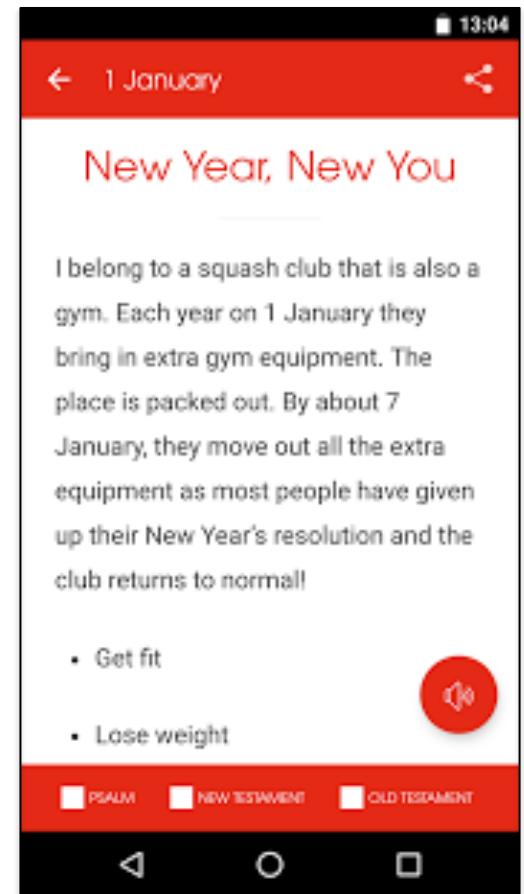 13:04
1 January
New Year, New You
I belong to a squash club that is also a
gym. Each year on 1 January they
bring in extra gym equipment. The
place is packed out. By about 7
January, they move out all the extra
equipment as most people have given
up their New Year's resolution and the
club returns to normal!
• Get fit
• Lose weight
PSALM NEW TESTAMENT OLD TESTAMENT